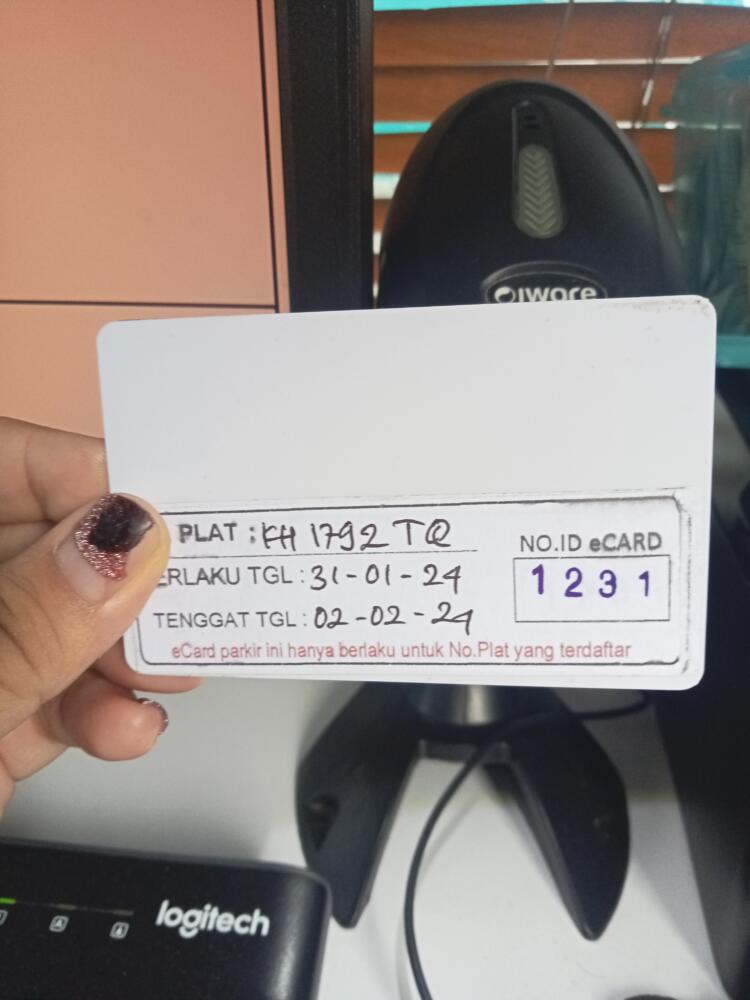 iware
PLAT : KH 1792 TQ
NO.ID eCARD
ERLAKU TGL : 31-01-24
1231
TENGGAT TGL : 02-02-24
eCard parkir ini hanya berlaku untuk No.Plat yang terdaftar
logitech